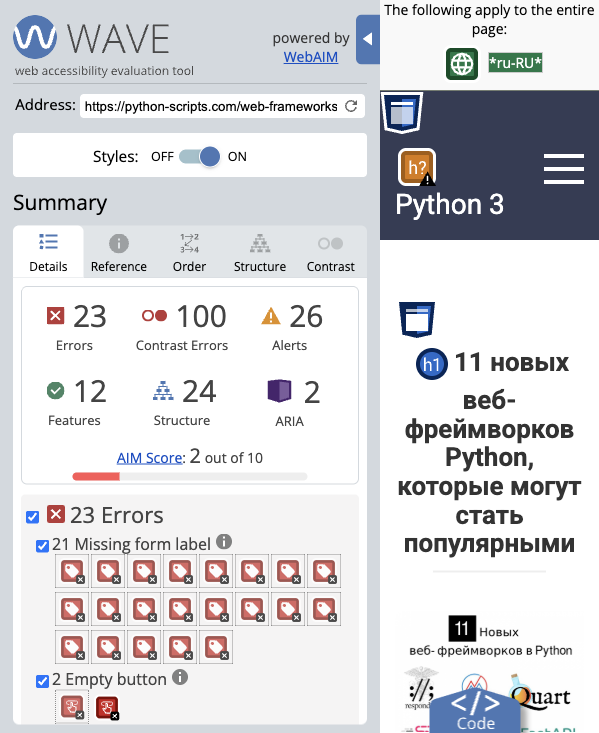 WAVE
web accessibility evaluation tool
powered by
WebAIM
Address: https://python-scripts.com/web-frameworks
Styles: OFF ON
Summary
Details Reference Order Structure Contrast
23 100 26
Errors Contrast Errors Alerts
12 24 2
Features Structure ARIA
AIM Score: 2 out of 10
23 Errors
21 Missing form label
2 Empty button
The following apply to the entire
page:
*ru-RU*
h?
Python 3
h1 11 новых
веб-
фреймворков
Python,
которые могут
стать
популярными
11 Новых
веб- фреймворков в Python
respond
Quart
</> 
Code